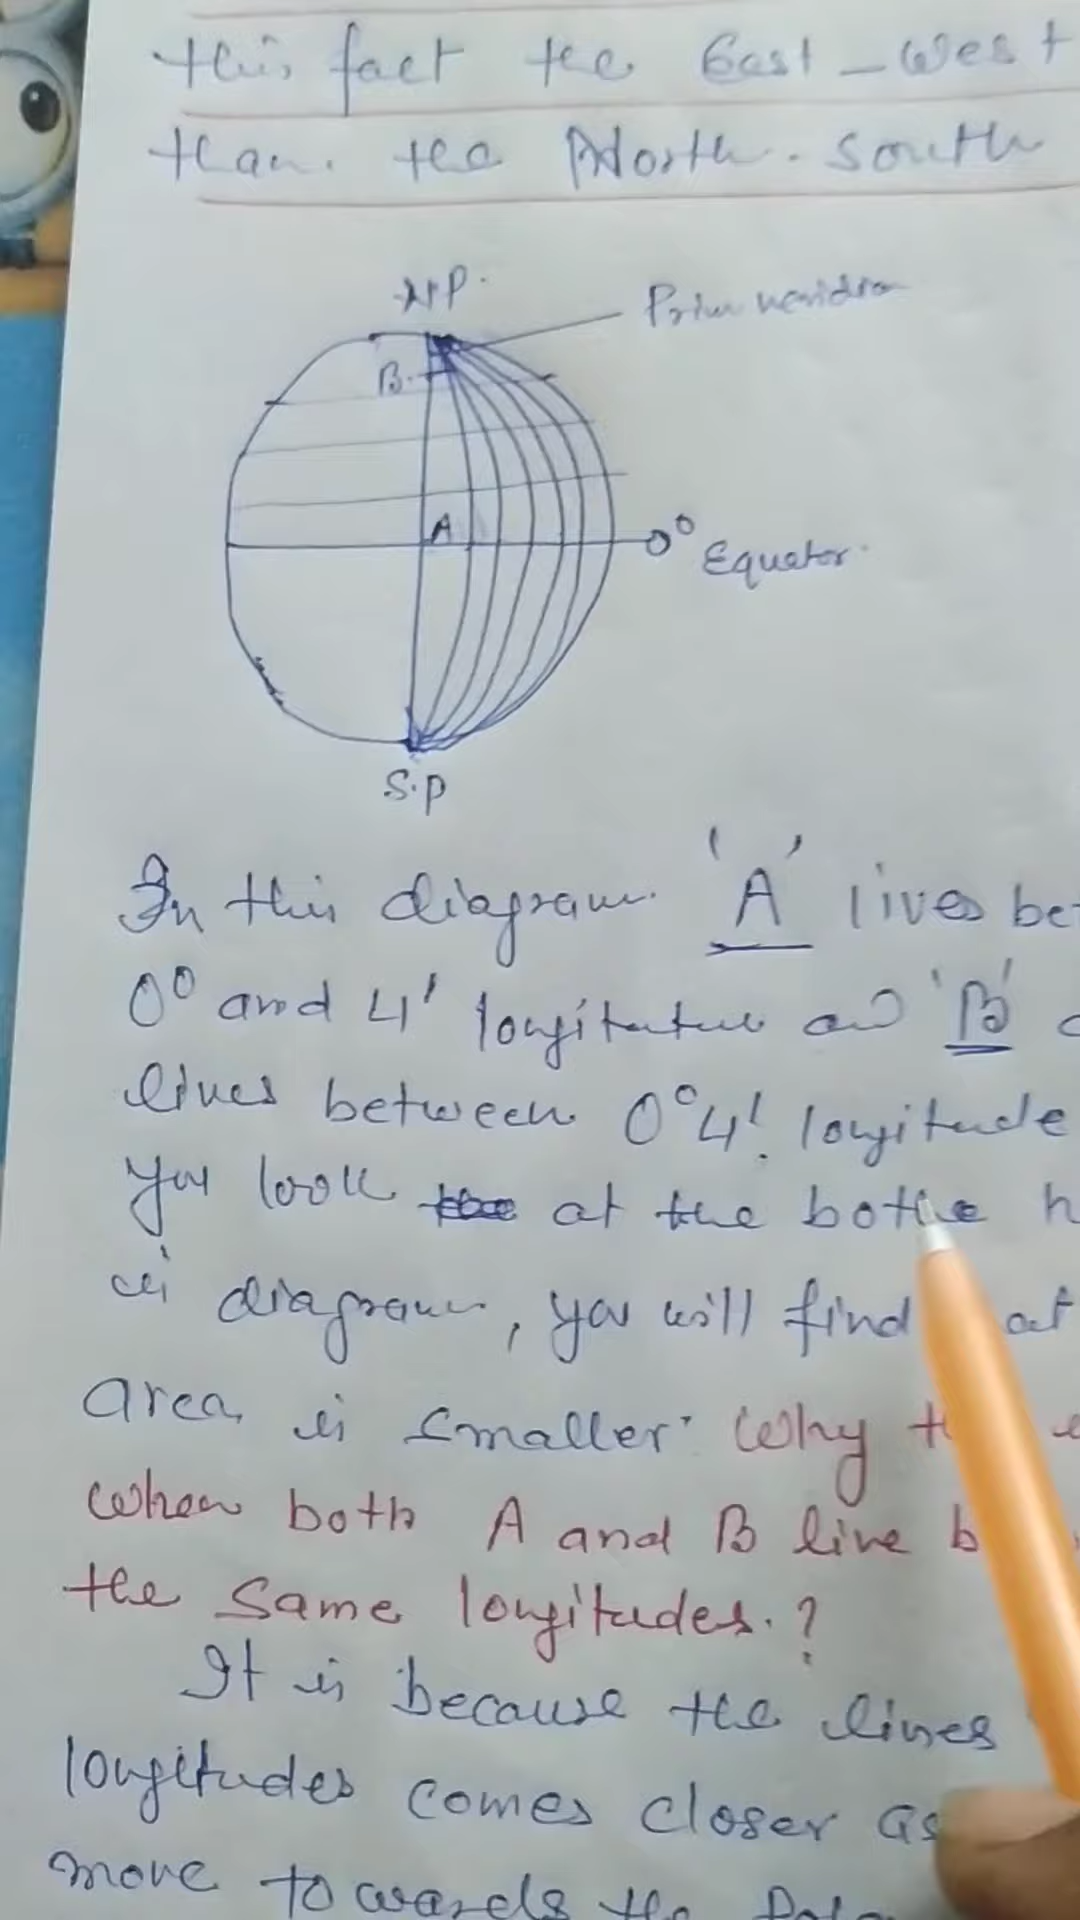 this fact the East-West
than. the North-South
N.P.
Prime meridian
B.
A
0° Equator.
S.P
In this diagram 'A' lives be
0° and 4' longitude and 'B'
lives between 0°4'. longitude
you look at the both h
in diagram, you will find at
area is smaller. Why
when both A and B live b
the same longitudes.?
It is because the lines
longitudes comes closer as
move towards the